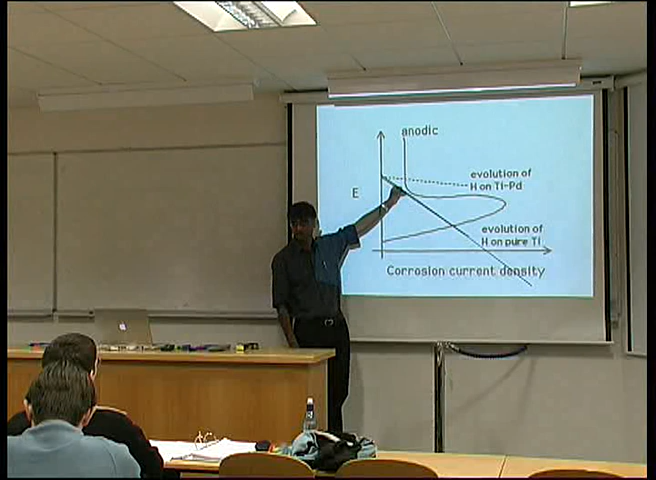 anodic
evolution of
H on Ti-Pd
E
evolution of
H on pure Ti
Corrosion current density